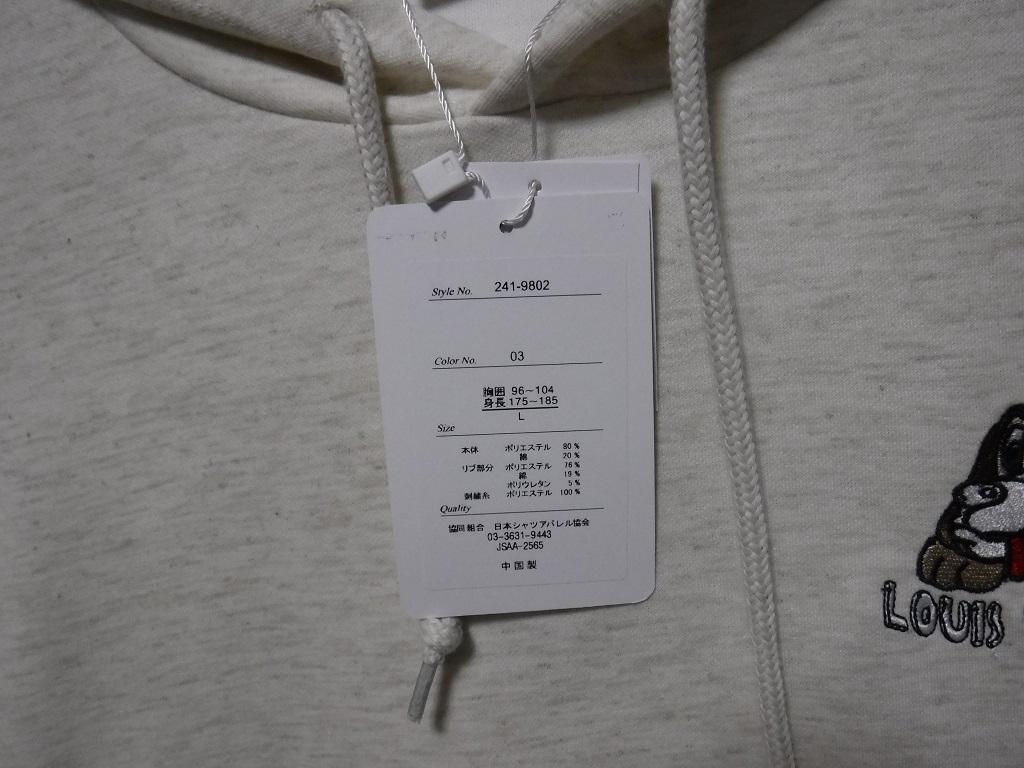 Style No. 241-9802
Color No. 03
胸囲 96~104
身長 175~185
L
Size
本体 ポリエステル 80%
綿 20%
リブ部分 ポリエステル 76%
綿 19%
ポリウレタン 5%
刺繍糸 ポリエステル 100%
Quality
協同組合 日本シャツアパレル協会
03-3631-9443
JSAA-2565
中国製
LOUIS